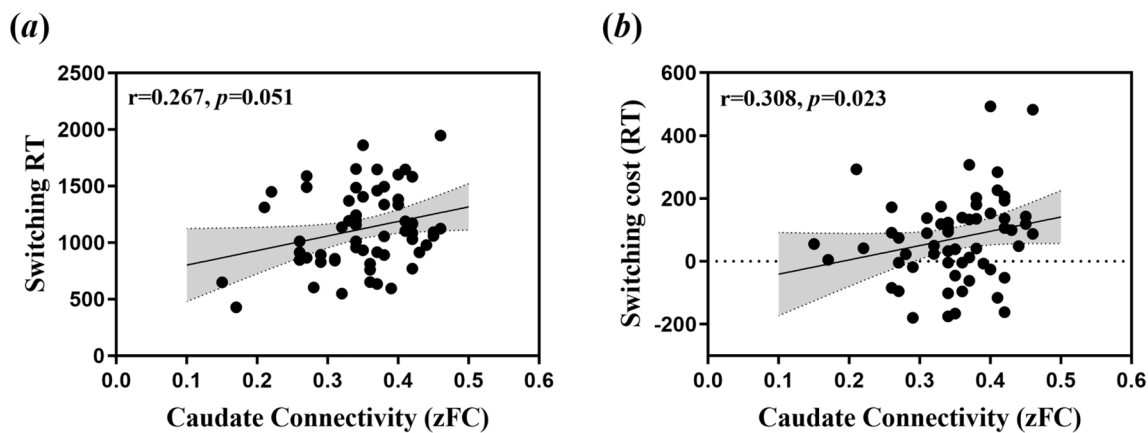 (a)
r=0.267, p=0.051
Switching RT
2500
2000
1500
1000
500
0
0.0 0.1 0.2 0.3 0.4 0.5 0.6
Caudate Connectivity (zFC)
(b)
r=0.308, p=0.023
Switching cost (RT)
600
400
200
0
-200
0.0 0.1 0.2 0.3 0.4 0.5 0.6
Caudate Connectivity (zFC)